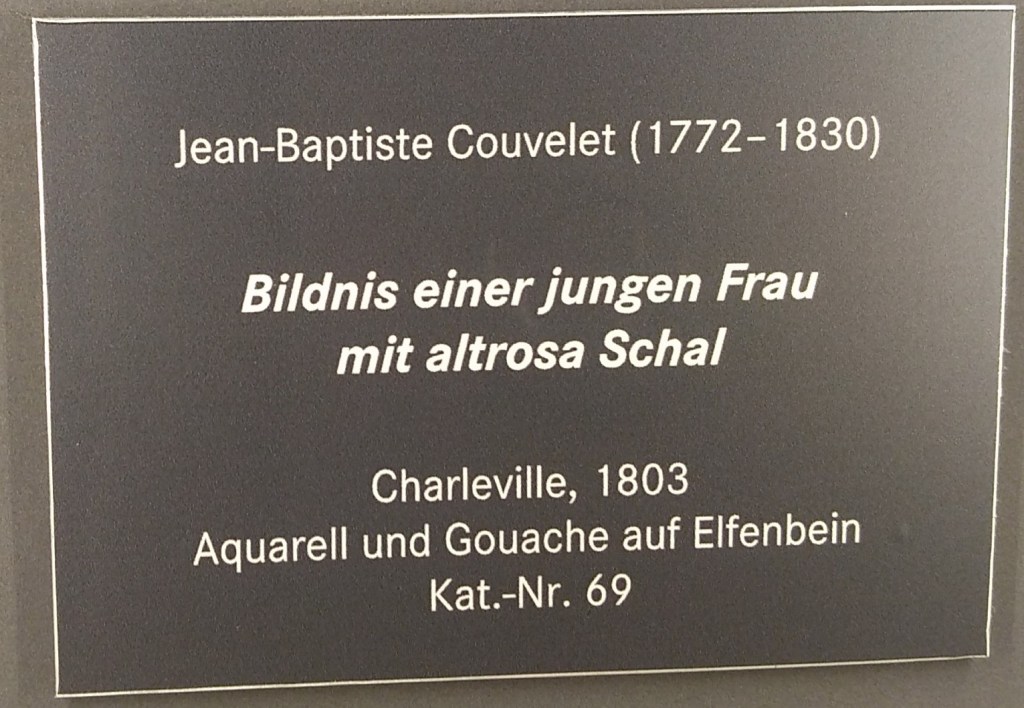 Jean-Baptiste Couvelet (1772–1830)
Bildnis einer jungen Frau
mit altrosa Schal
Charleville, 1803
Aquarell und Gouache auf Elfenbein
Kat.-Nr. 69